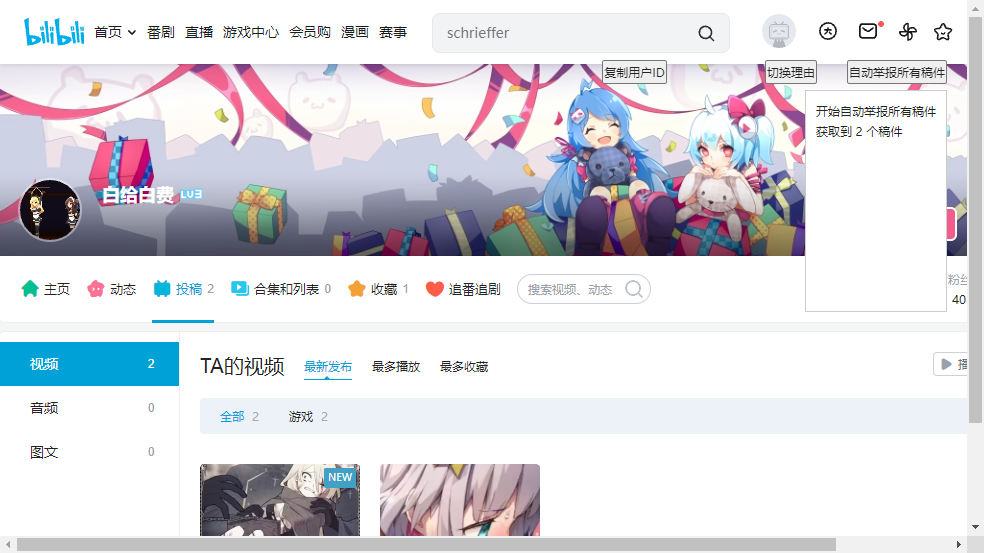 bilibili 首页 番剧 直播 游戏中心 会员购 漫画 赛事 schrieffer
复制用户ID 切换理由 自动举报所有稿件
开始自动举报所有稿件
获取到 2 个稿件
白给白费 LV3
主页 动态 投稿 2 合集和列表 0 收藏 1 追番追剧 搜索视频、动态 粉丝
40
视频 2
TA的视频 最新发布 最多播放 最多收藏 播
音频 0
全部 2 游戏 2
图文 0
NEW